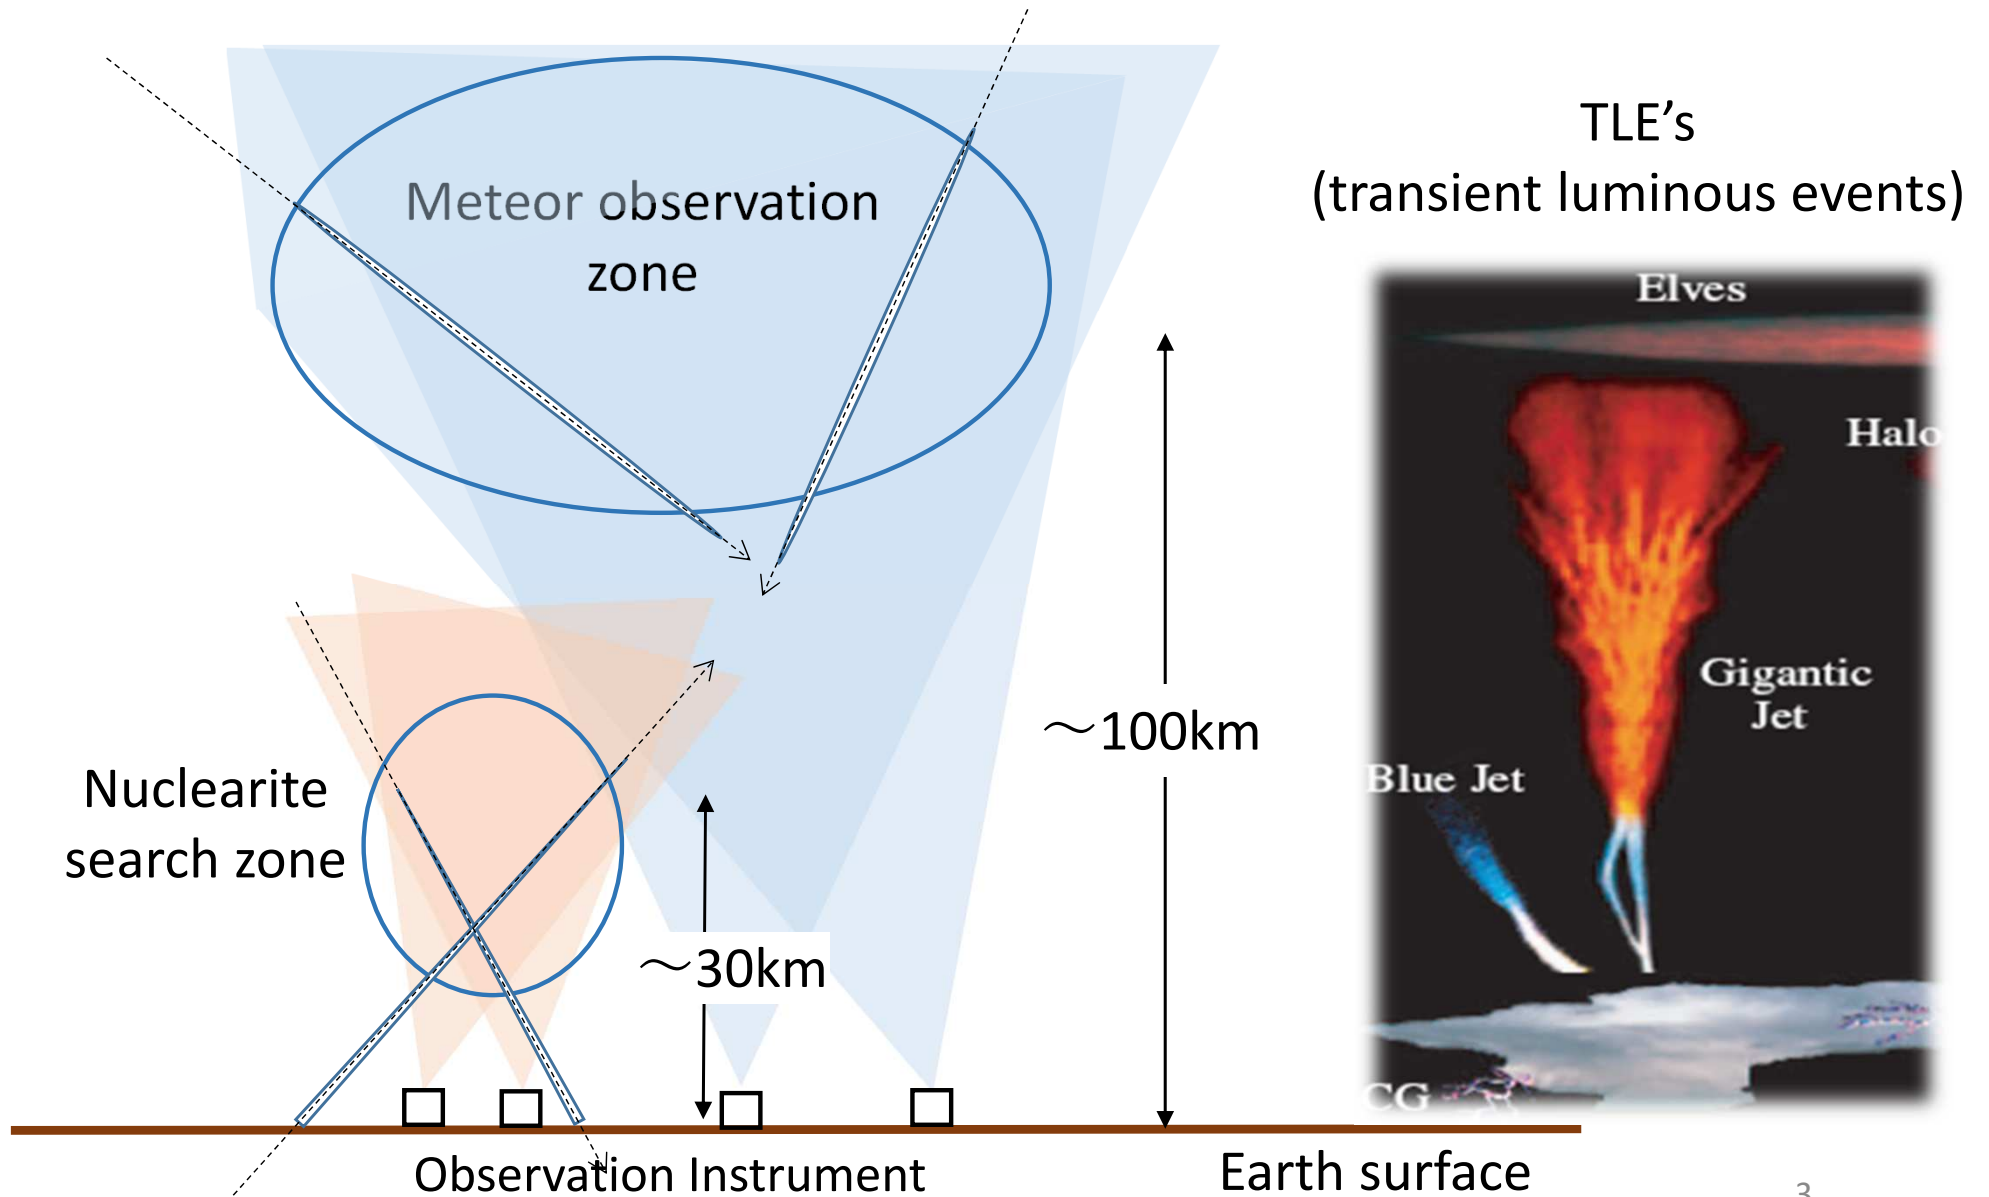 Meteor observation
zone
TLE’s
(transient luminous events)
Elves
Halo
Gigantic
Jet
Blue Jet
CG
Nuclearite
search zone
～100km
～30km
Observation Instrument
Earth surface
3